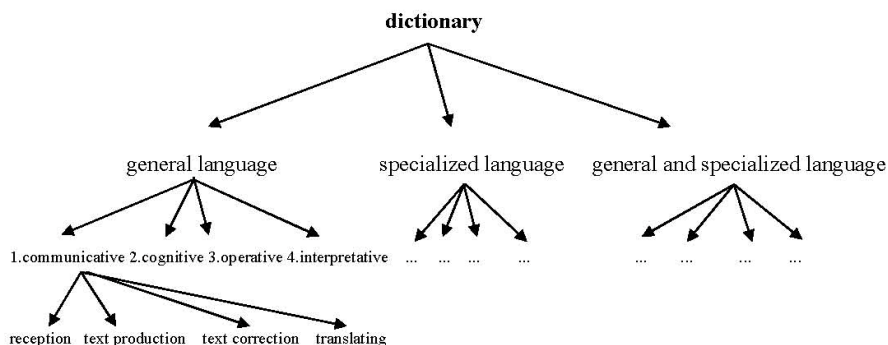 dictionary
general language specialized language general and specialized language
1.communicative 2.cognitive 3.operative 4.interpretative ... ... ... ... ... ... ... ...
reception text production text correction translating